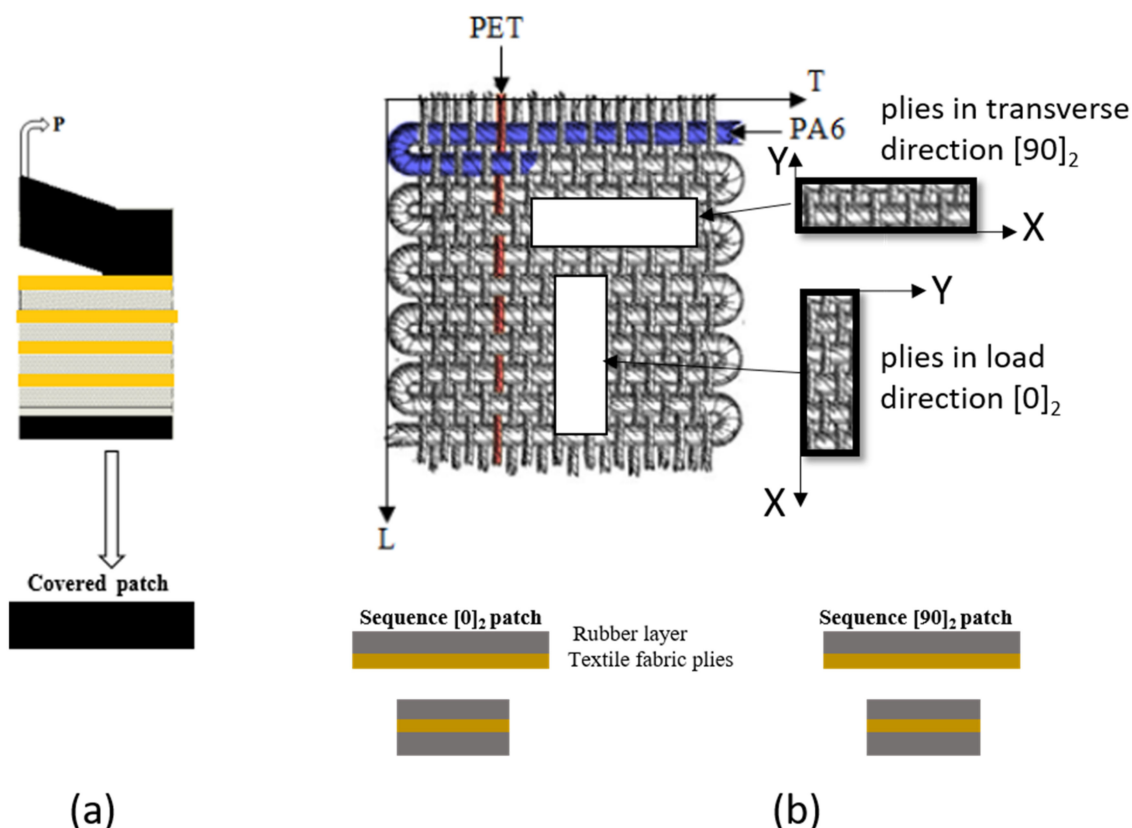 P
Covered patch
(a)
PET
T
PA6
L
plies in transverse
direction [90]₂
Y
X
Y
plies in load
direction [0]₂
X
Sequence [0]₂ patch
Rubber layer
Textile fabric plies
Sequence [90]₂ patch
(b)